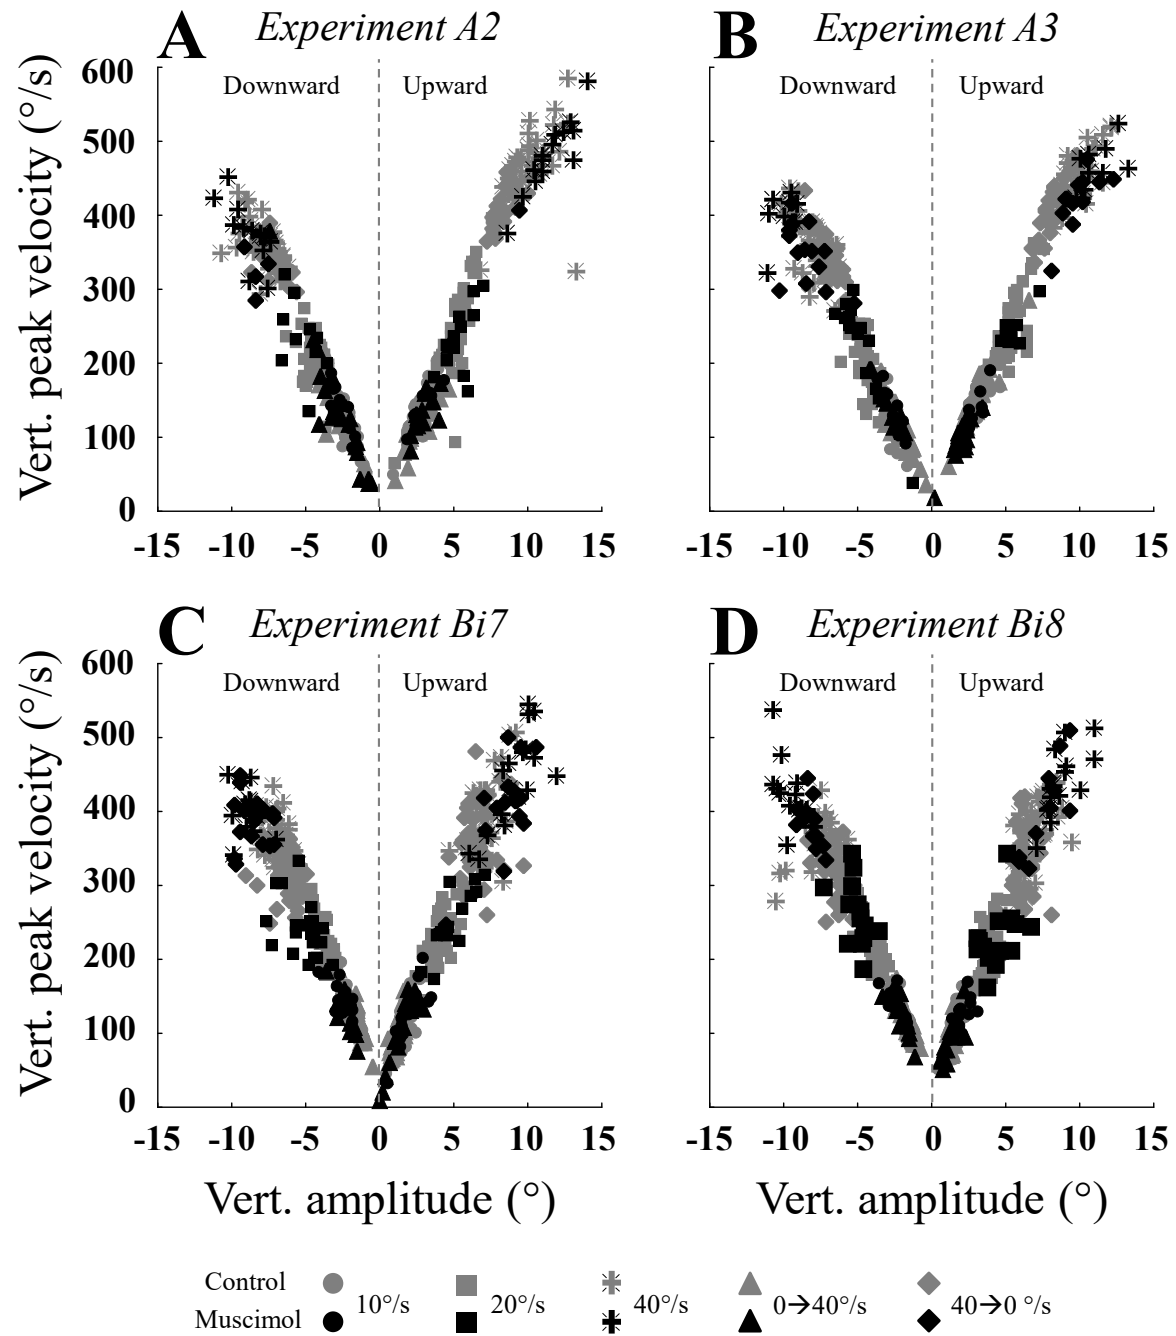 A Experiment A2
B Experiment A3
Vert. peak velocity (°/s)
600
500
400
300
200
100
0
Downward Upward
Downward Upward
-15 -10 -5 0 5 10 15
-15 -10 -5 0 5 10 15
C Experiment Bi7
D Experiment Bi8
Vert. peak velocity (°/s)
600
500
400
300
200
100
0
Downward Upward
Downward Upward
-15 -10 -5 0 5 10 15
-15 -10 -5 0 5 10 15
Vert. amplitude (°)
Vert. amplitude (°)
Control
Muscimol
10°/s
20°/s
40°/s
0→40°/s
40→0 °/s